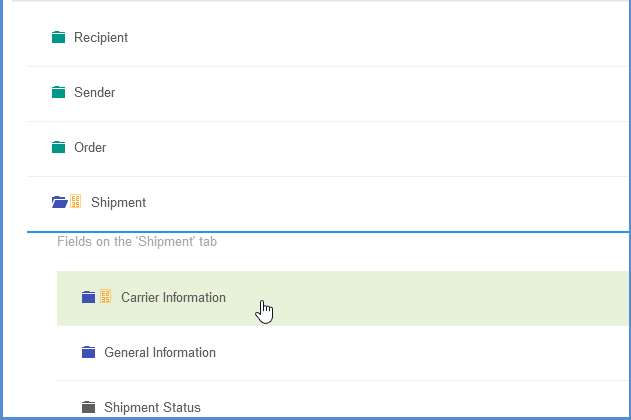 Recipient
Sender
Order
Shipment
Fields on the 'Shipment' tab
Carrier Information
General Information
Shipment Status